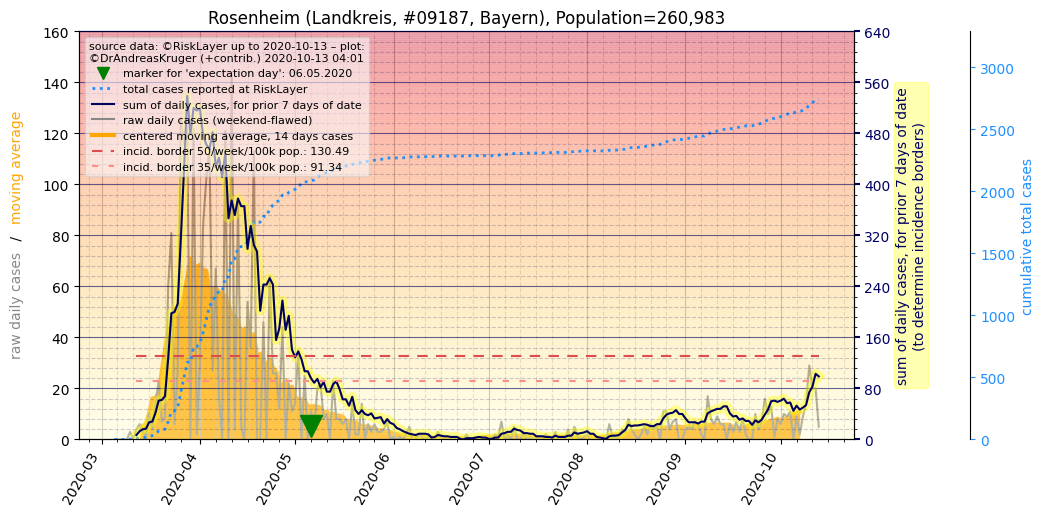 Rosenheim (Landkreis, #09187, Bayern), Population=260,983
source data: ©RiskLayer up to 2020-10-13 – plot:
©DrAndreasKruger (+contrib.) 2020-10-13 04:01
marker for 'expectation day': 06.05.2020
total cases reported at RiskLayer
sum of daily cases, for prior 7 days of date
raw daily cases (weekend-flawed)
centered moving average, 14 days cases
incid. border 50/week/100k pop.: 130.49
incid. border 35/week/100k pop.: 91.34
raw daily cases / moving average
160
140
120
100
80
60
40
20
0
640
560
480
400
320
240
160
80
0
sum of daily cases, for prior 7 days of date
(to determine incidence borders)
3000
2500
2000
1500
1000
500
0
cumulative total cases
2020-03
2020-04
2020-05
2020-06
2020-07
2020-08
2020-09
2020-10